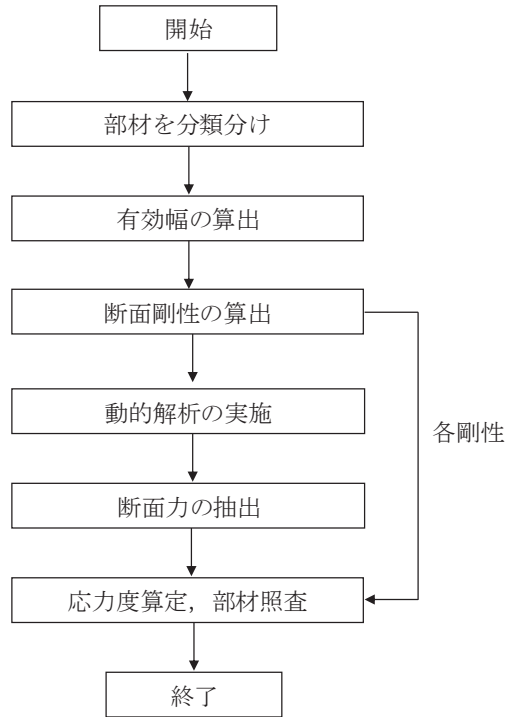 開始
部材を分類分け
有効幅の算出
断面剛性の算出
動的解析の実施
各剛性
断面力の抽出
応力度算定，部材照査
終了